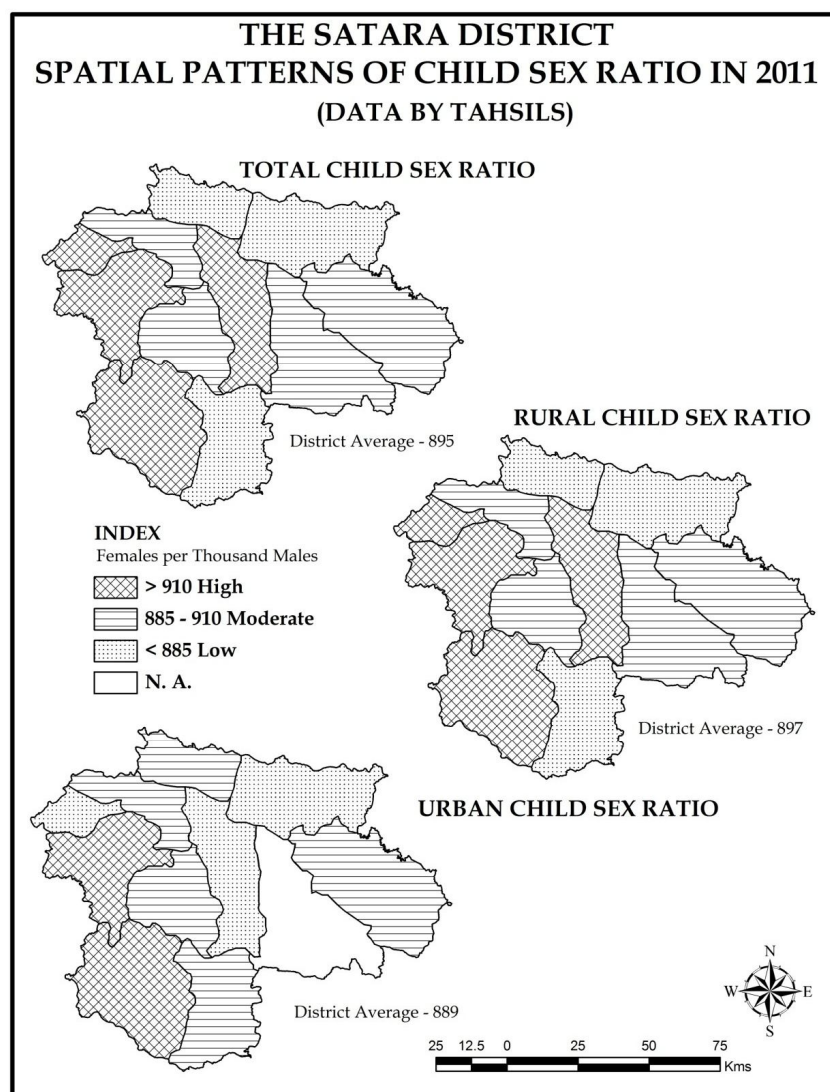 THE SATARA DISTRICT
SPATIAL PATTERNS OF CHILD SEX RATIO IN 2011
(DATA BY TAHSILS)
TOTAL CHILD SEX RATIO
District Average - 895
RURAL CHILD SEX RATIO
INDEX
Females per Thousand Males
> 910 High
885 - 910 Moderate
< 885 Low
N. A.
District Average - 897
URBAN CHILD SEX RATIO
District Average - 889
N
W E
S
25 12.5 0 25 50 75
Kms